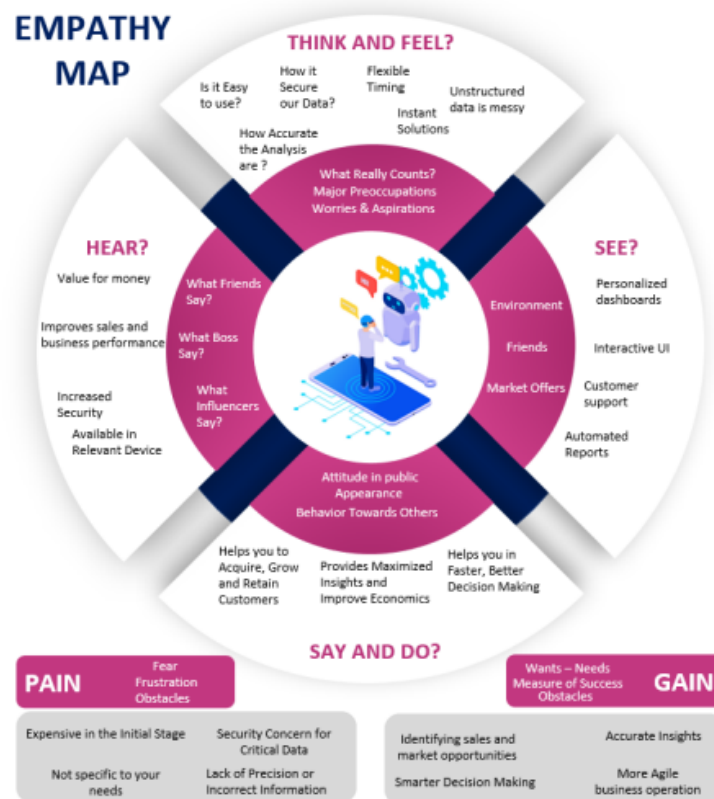 EMPATHY
MAP
THINK AND FEEL?
Is it Easy
to use?
How it
Secure
our Data?
Flexible
Timing
Instant
Solutions
Unstructured
data is messy
How Accurate
the Analysis
are ?
What Really Counts?
Major Preoccupations
Worries & Aspirations
HEAR?
Value for money
Improves sales and
business performance
Increased
Security
Available in
Relevant Device
What Friends
Say?
What Boss
Say?
What
Influencers
Say?
SEE?
Personalized
dashboards
Interactive UI
Customer
support
Automated
Reports
Environment
Friends
Market Offers
Attitude in public
Appearance
Behavior Towards Others
Helps you to
Acquire, Grow
and Retain
Customers
Provides Maximized
Insights and
Improve Economics
Helps you in
Faster, Better
Decision Making
SAY AND DO?
PAIN
Fear
Frustration
Obstacles
Expensive in the Initial Stage
Security Concern for
Critical Data
Not specific to your
needs
Lack of Precision or
Incorrect Information
Wants – Needs
Measure of Success
Obstacles
GAIN
Identifying sales and
market opportunities
Accurate Insights
Smarter Decision Making
More Agile
business operation